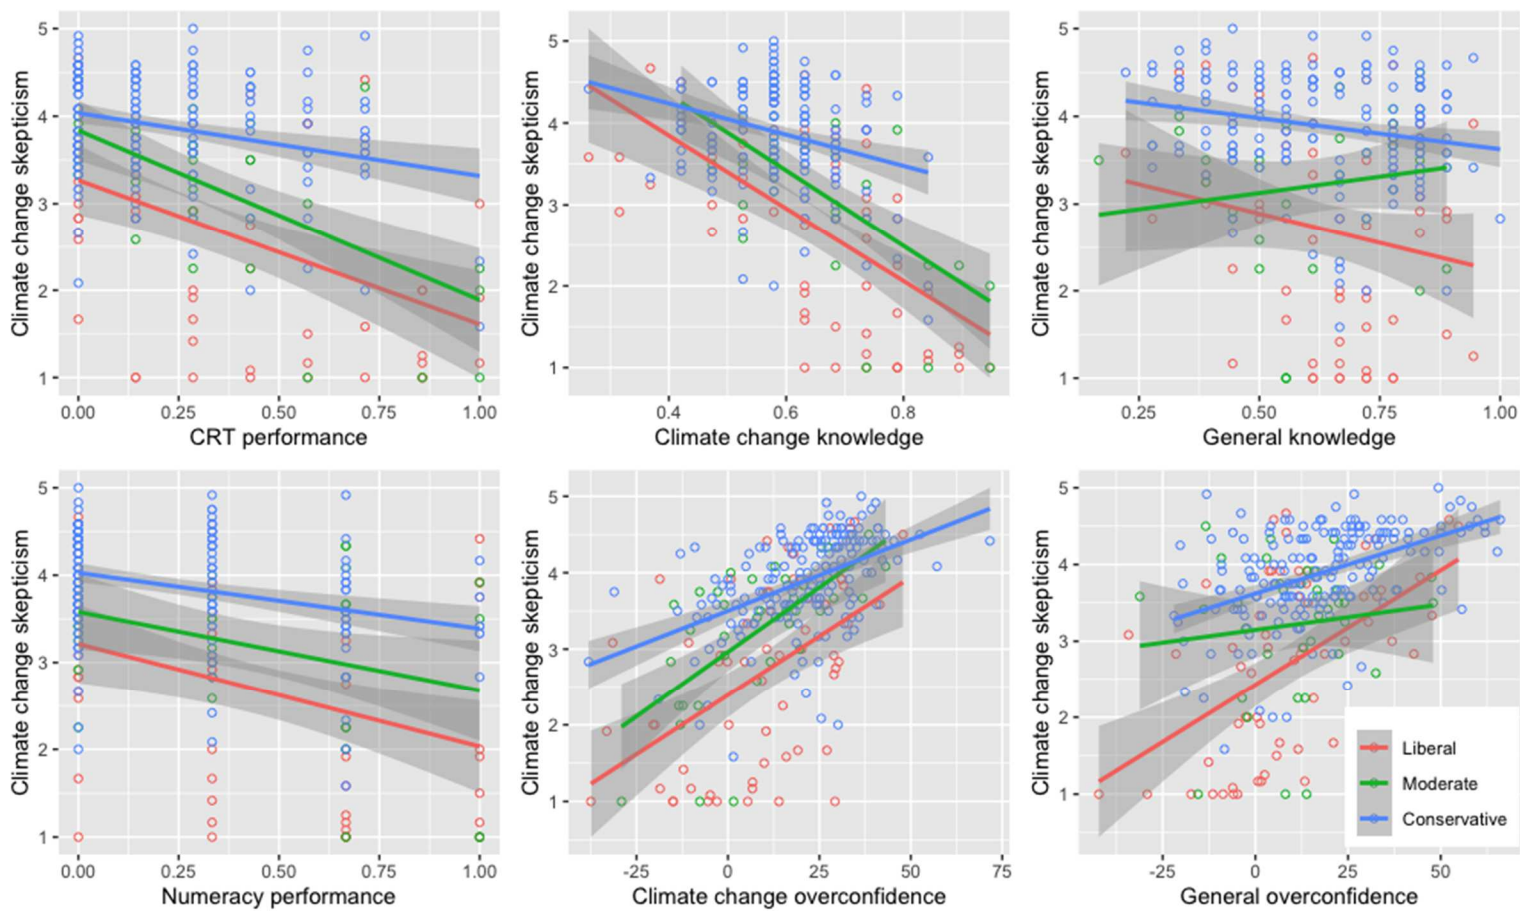 Climate change skepticism
5
4
3
2
1
0.00 0.25 0.50 0.75 1.00
CRT performance
Climate change skepticism
5
4
3
2
1
0.4 0.6 0.8
Climate change knowledge
Climate change skepticism
5
4
3
2
1
0.25 0.50 0.75 1.00
General knowledge
Climate change skepticism
5
4
3
2
1
0.00 0.25 0.50 0.75 1.00
Numeracy performance
Climate change skepticism
5
4
3
2
1
-25 0 25 50 75
Climate change overconfidence
Climate change skepticism
5
4
3
2
1
-25 0 25 50
General overconfidence
Liberal
Moderate
Conservative